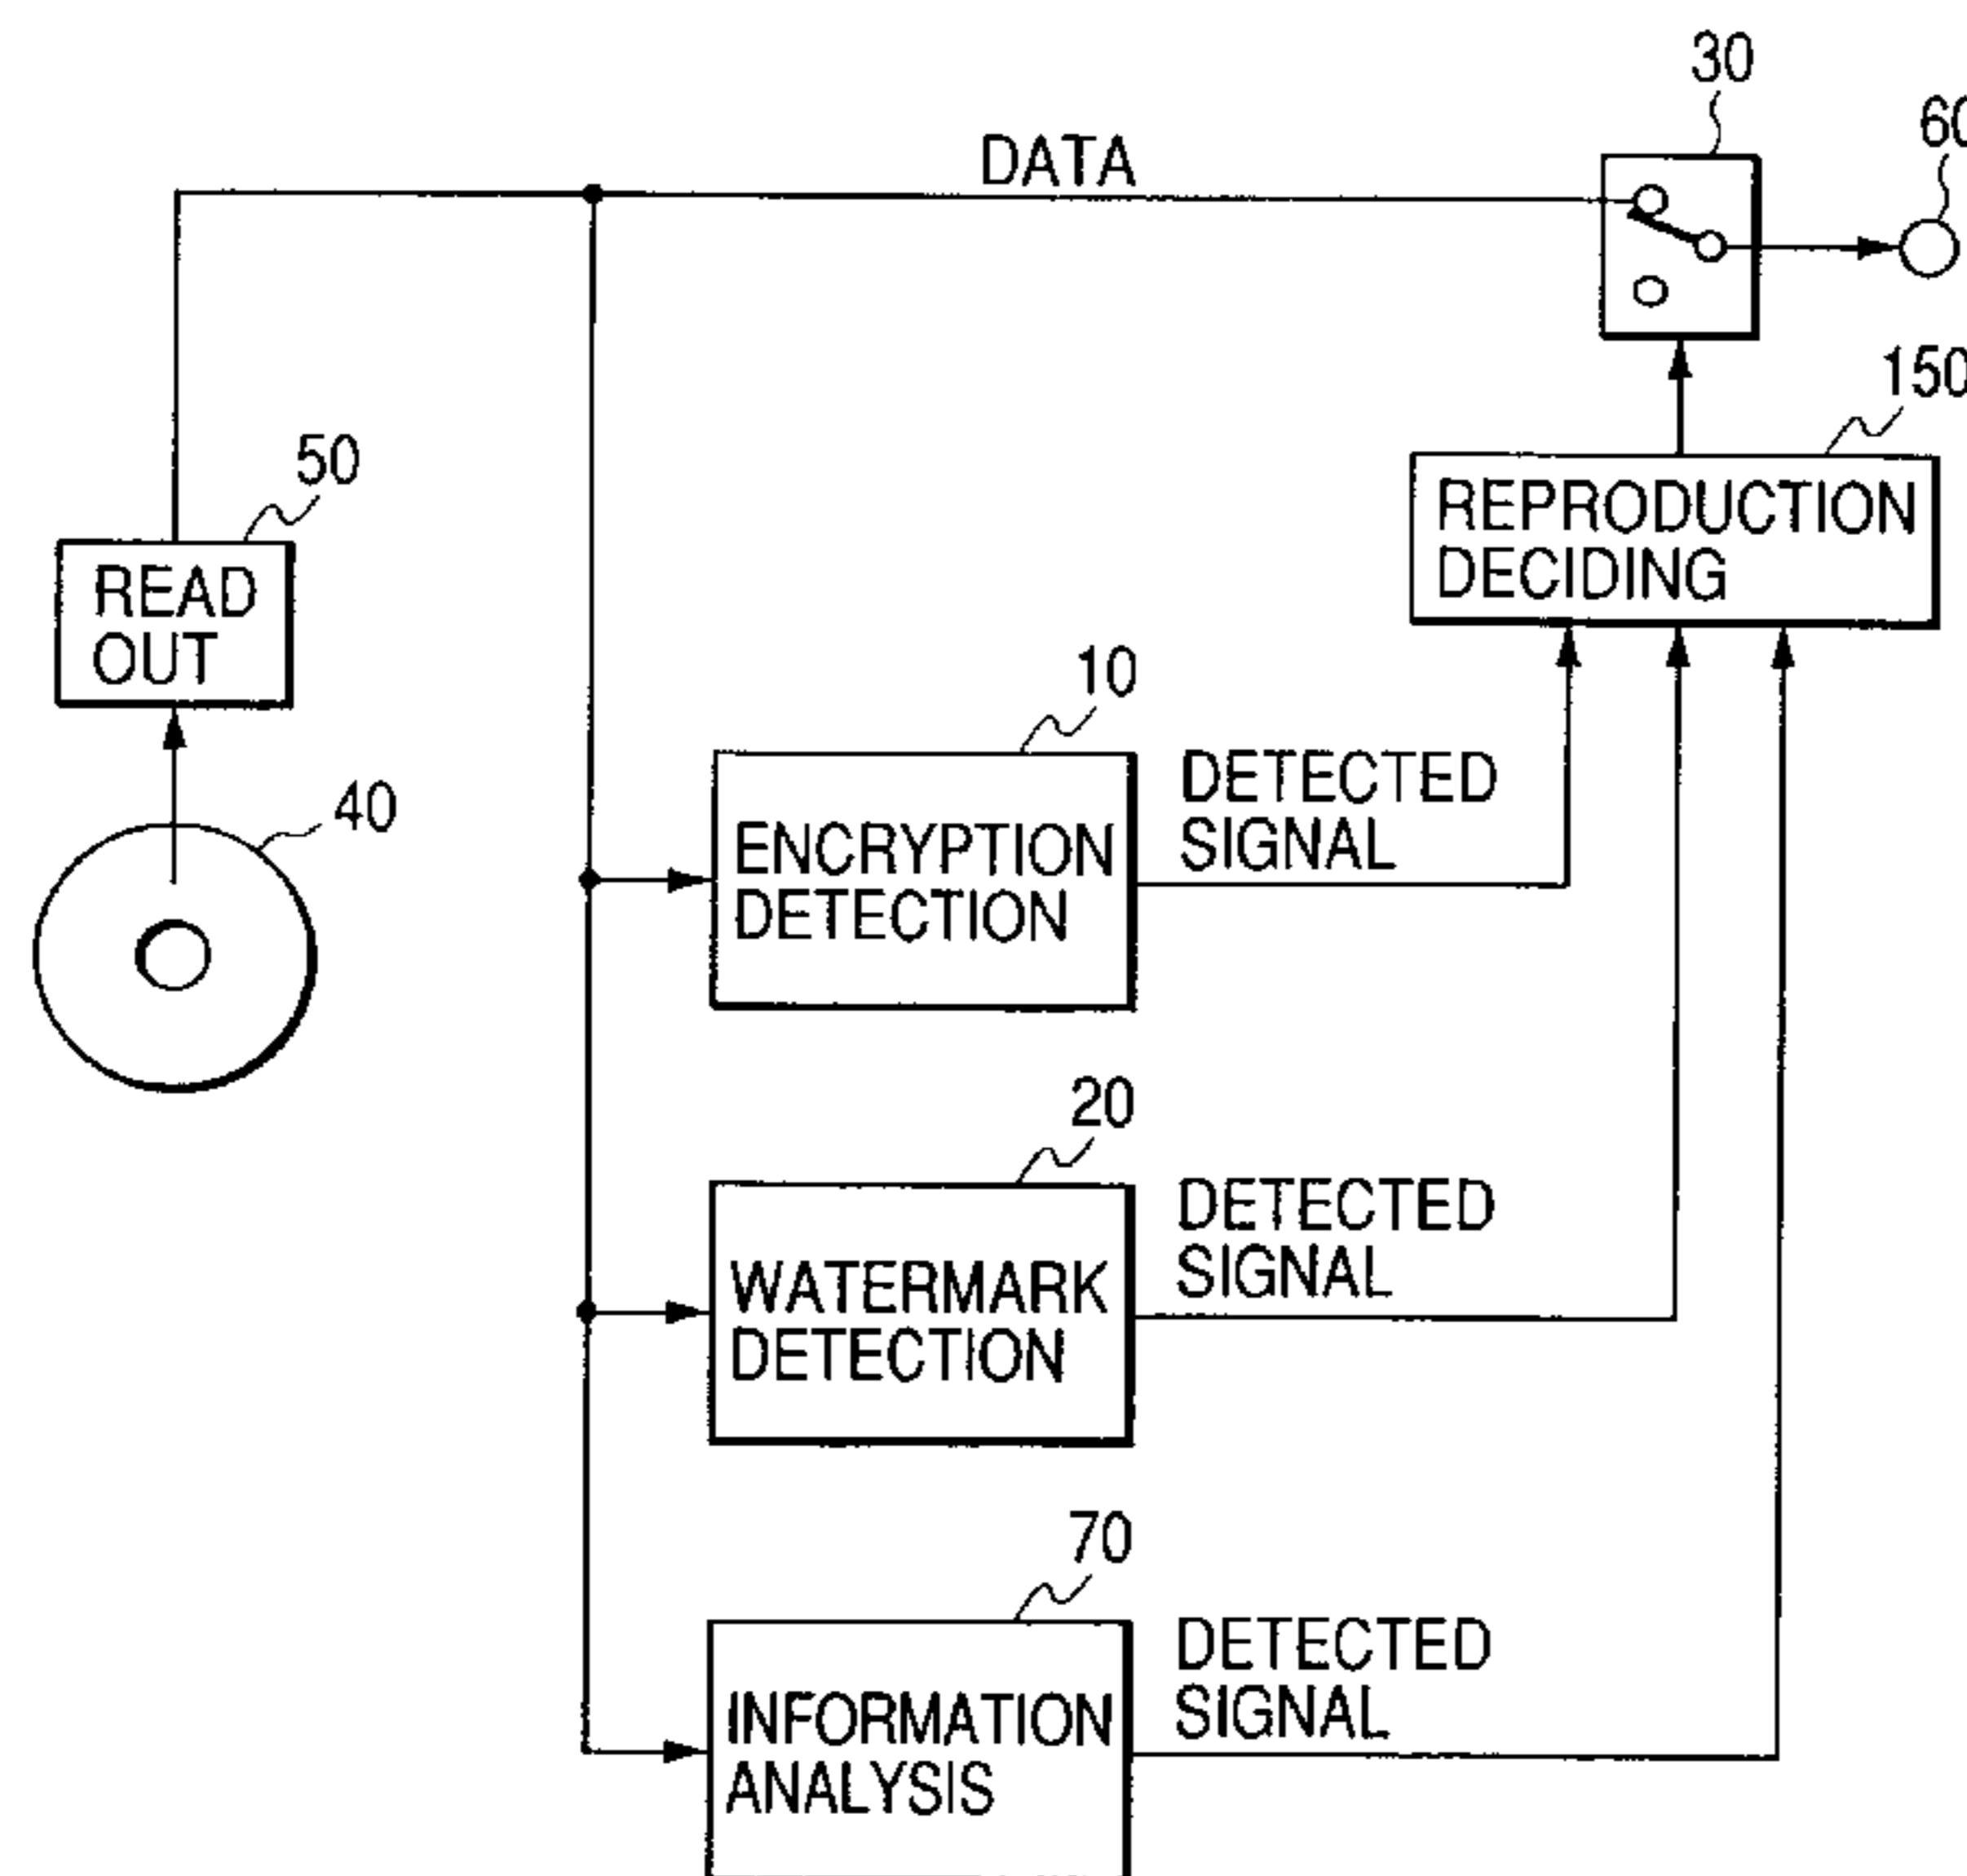 30
60
DATA
150
50
REPRODUCTION
DECIDING
READ
OUT
10
DETECTED
SIGNAL
40
ENCRYPTION
DETECTION
20
DETECTED
SIGNAL
WATERMARK
DETECTION
70
DETECTED
SIGNAL
INFORMATION
ANALYSIS